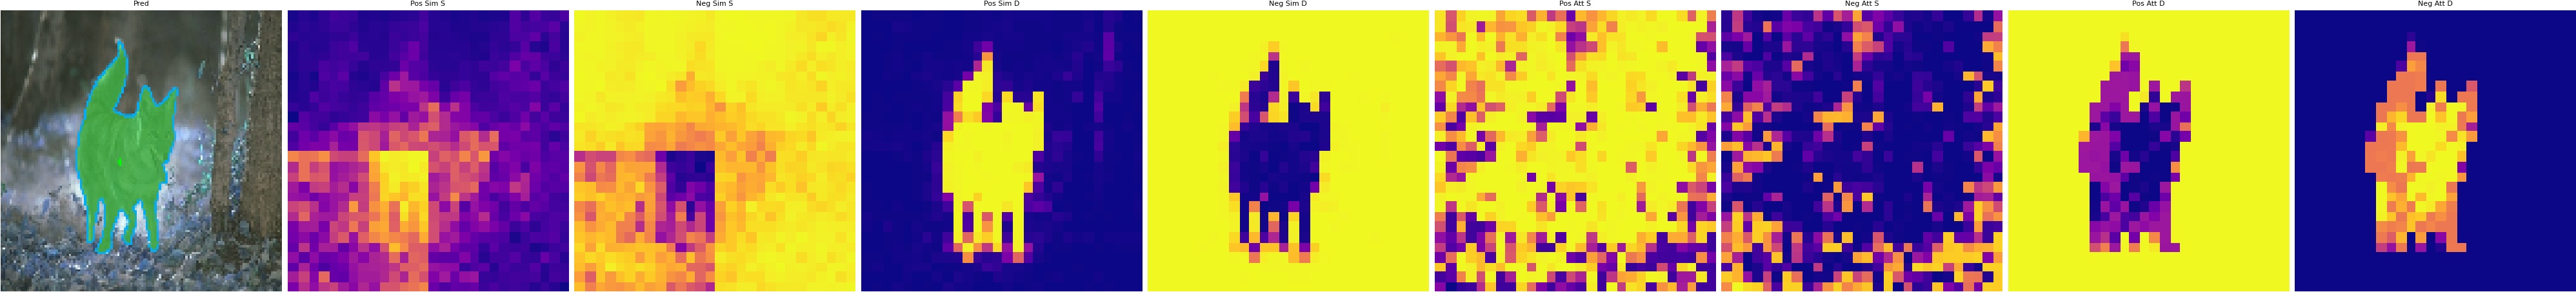 Pred
Pos Sim S
Neg Sim S
Pos Sim D
Neg Sim D
Pos Att S
Neg Att S
Pos Att D
Neg Att D